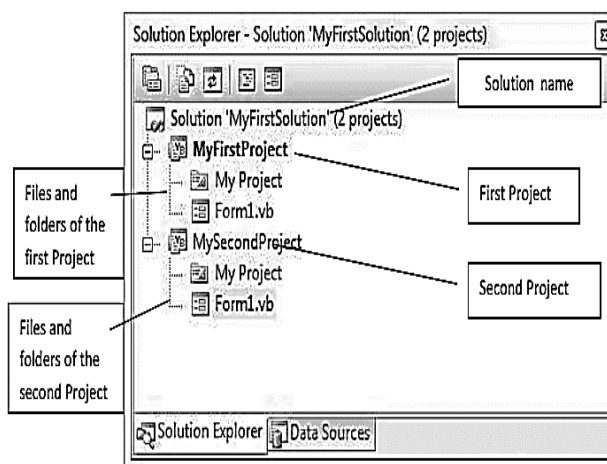 Solution Explorer - Solution 'MyFirstSolution' (2 projects)
Solution name
Solution 'MyFirstSolution' (2 projects)
MyFirstProject
My Project
Form1.vb
MySecondProject
My Project
Form1.vb
Files and
folders of the
first Project
First Project
Second Project
Files and
folders of the
second Project
Solution Explorer
Data Sources